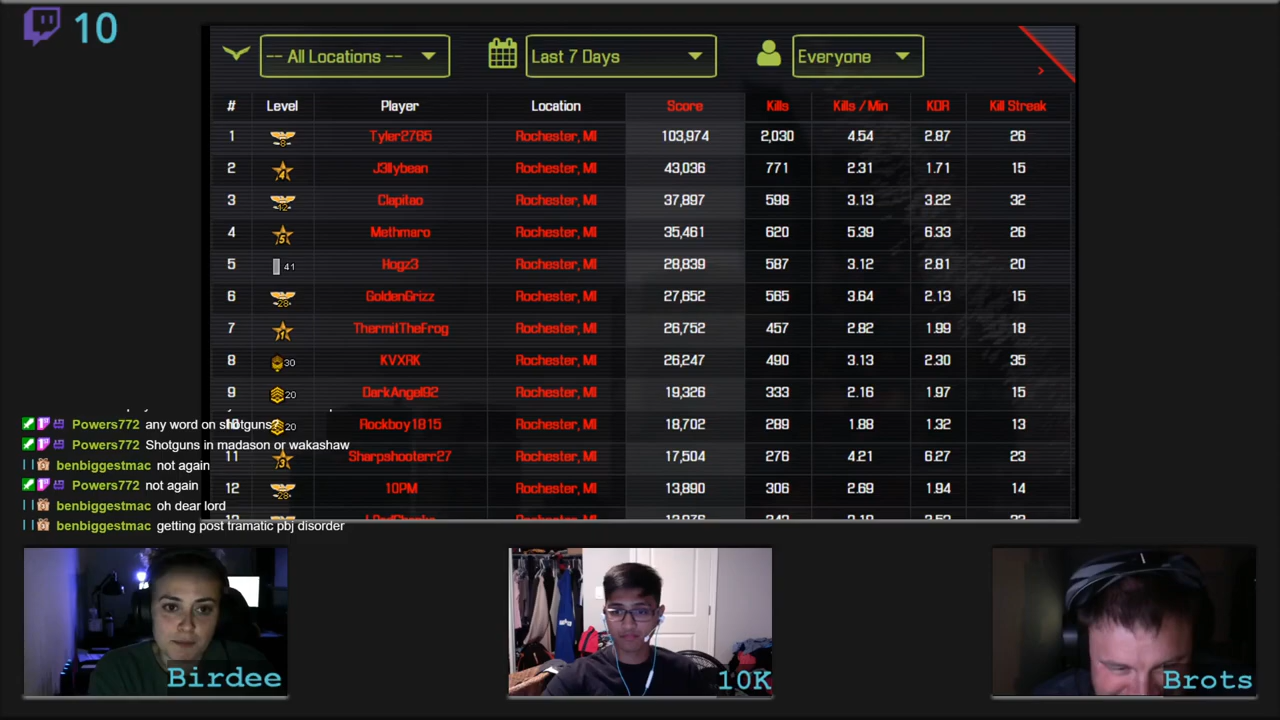 10
-- All Locations --
Last 7 Days
Everyone
# Level Player Location Score Kills Kills / Min KDR Kill Streak
1 8 Tyler2765 Rochester, MI 103,974 2,030 4.54 2.87 26
2 4 J3llybean Rochester, MI 43,036 771 2.31 1.71 15
3 42 Clapitao Rochester, MI 37,897 598 3.13 3.22 32
4 5 Methmaro Rochester, MI 35,461 620 5.39 6.33 26
5 41 Hogz3 Rochester, MI 28,839 587 3.12 2.81 20
6 28 GoldenGrizz Rochester, MI 27,652 565 3.64 2.13 15
7 1 ThermitTheFrog Rochester, MI 26,752 457 2.82 1.99 18
8 30 KVXRK Rochester, MI 26,247 490 3.13 2.30 35
9 20 DarkAngel92 Rochester, MI 19,326 333 2.16 1.97 15
10 20 Rockboy1815 Rochester, MI 18,702 289 1.88 1.32 13
11 3 Sharpshooterr27 Rochester, MI 17,504 276 4.21 6.27 23
12 28 10PM Rochester, MI 13,890 306 2.69 1.94 14
Powers772 any word on shotguns?
Powers772 Shotguns in madason or wakashaw
benbiggestmac not again
Powers772 not again
benbiggestmac oh dear lord
benbiggestmac getting post tramatic pbj disorder
Birdee
10K
Brots